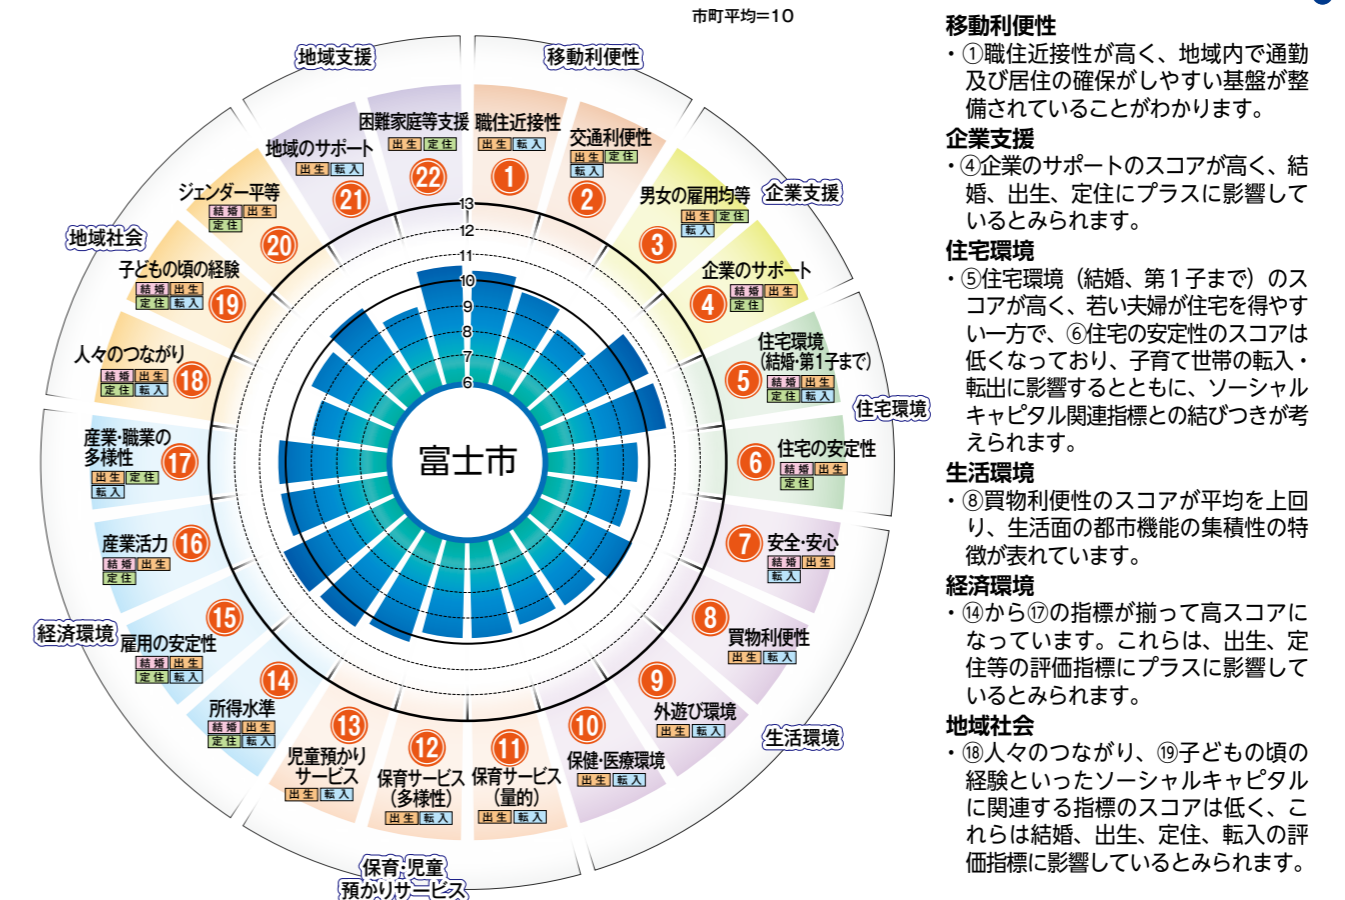 市町平均=10
移動利便性
企業支援
住宅環境
生活環境
保育・児童
預かりサービス
経済環境
地域社会
地域支援
職住近接性
出生 転入
1
交通利便性
出生 定住
転入
2
男女の雇用均等
出生 定住
転入
3
企業のサポート
結婚 出生
定住
4
住宅環境
(結婚・第1子まで)
結婚 出生
定住 転入
5
住宅の安定性
結婚 出生
定住
6
安全・安心
結婚 出生
転入
7
買物利便性
出生 転入
8
外遊び環境
出生 転入
9
保健・医療環境
出生 転入
10
保育サービス
(量的)
出生 転入
11
保育サービス
(多様性)
出生 転入
12
児童預かり
サービス
出生 転入
13
所得水準
結婚 出生
定住 転入
14
雇用の安定性
結婚 出生
定住 転入
15
産業活力
結婚 出生
定住
16
産業・職業の
多様性
出生 定住
転入
17
人々のつながり
結婚 出生
定住 転入
18
子どもの頃の経験
結婚 出生
定住 転入
19
ジェンダー平等
結婚 出生
定住
20
地域のサポート
出生 転入
21
困難家庭等支援
出生 定住
22
13
12
11
10
9
8
7
6
富士市
移動利便性
・①職住近接性が高く、地域内で通勤
及び居住の確保がしやすい基盤が整
備されていることがわかります。
企業支援
・④企業のサポートのスコアが高く、結
婚、出生、定住にプラスに影響して
いるとみられます。
住宅環境
・⑤住宅環境（結婚、第1子まで）のス
コアが高く、若い夫婦が住宅を得やす
い一方で、⑥住宅の安定性のスコアは
低くなっており、子育て世帯の転入・
転出に影響するとともに、ソーシャル
キャピタル関連指標との結びつきが考
えられます。
生活環境
・⑧買物利便性のスコアが平均を上回
り、生活面の都市機能の集積性の特
徴が表れています。
経済環境
・⑭から⑰の指標が揃って高スコアに
なっています。これらは、出生、定
住等の評価指標にプラスに影響して
いるとみられます。
地域社会
・⑱人々のつながり、⑲子どもの頃の
経験といったソーシャルキャピタル
に関連する指標のスコアは低く、こ
れらは結婚、出生、定住、転入の評
価指標に影響しているとみられます。